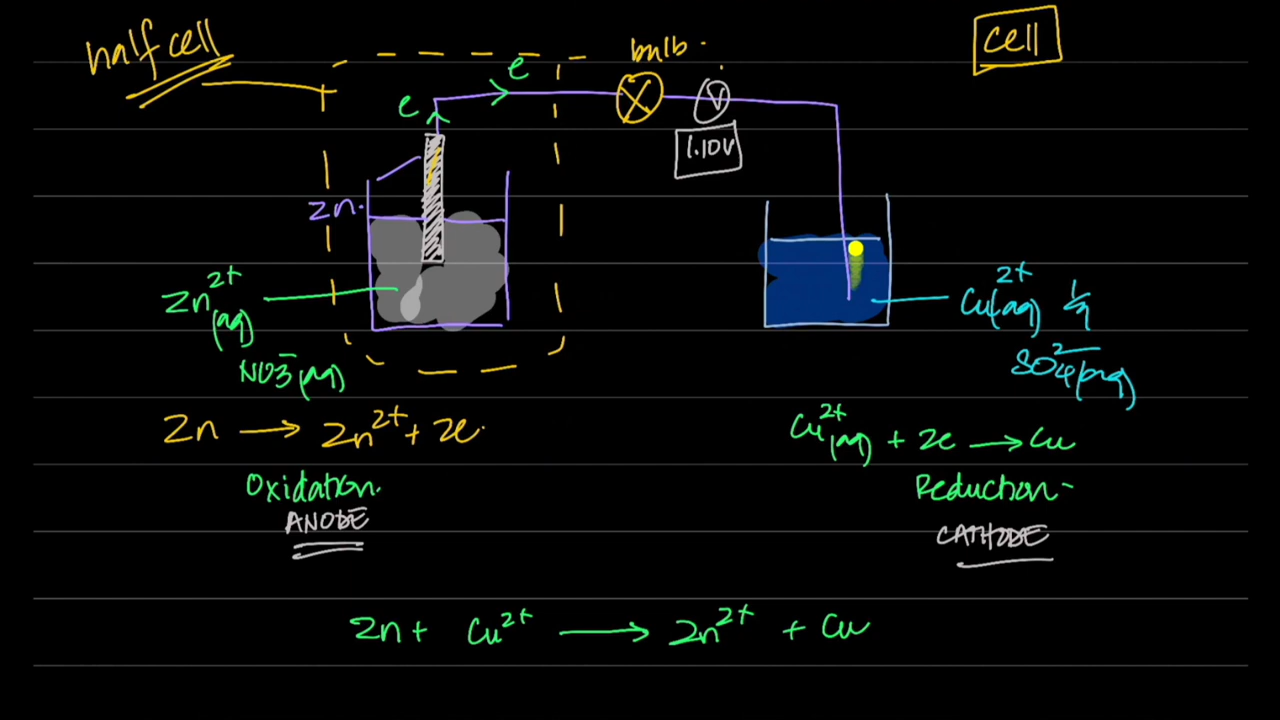 half cell
bulb.
cell
e
e
V
1.10V
Zn.
Zn²⁺(aq)
NO₃⁻(aq)
Cu²⁺(aq)
SO₄²⁻(aq)
Zn → Zn²⁺ + 2e.
Cu²⁺(aq) + 2e → Cu
Oxidation.
Reduction-
ANODE
CATHODE
Zn + Cu²⁺ → Zn²⁺ + Cu